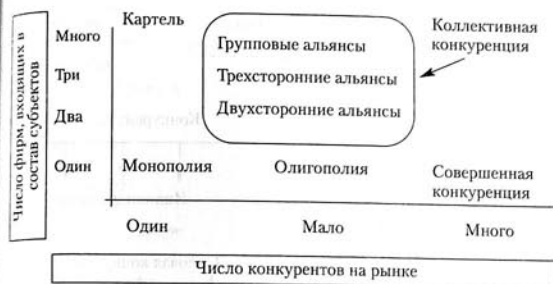 Число фирм, входящих в
состав субъектов
Много
Картель
Групповые альянсы
Коллективная
конкуренция
Три
Трехсторонние альянсы
Два
Двухсторонние альянсы
Один
Монополия
Олигополия
Совершенная
конкуренция
Один
Мало
Много
Число конкурентов на рынке